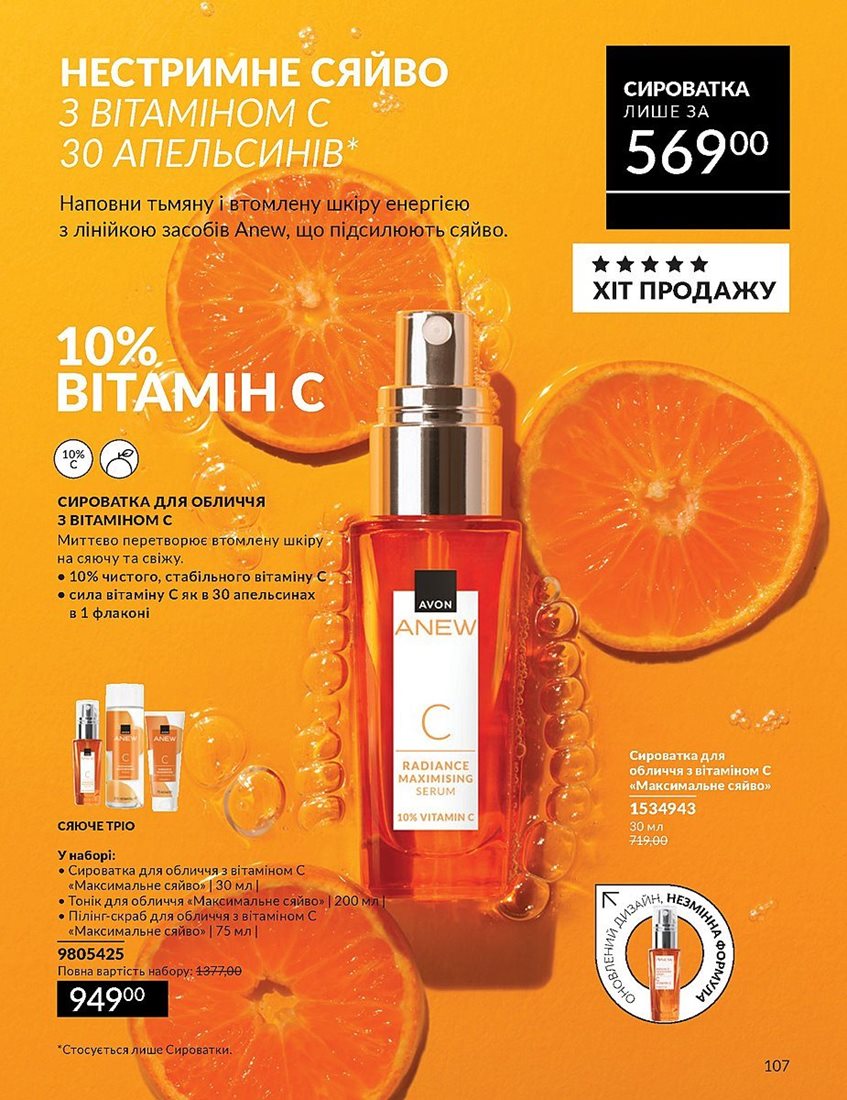 НЕСТРИМНЕ СЯЙВО
З ВІТАМІНОМ С
30 АПЕЛЬСИНІВ*
Наповни тьмяну і втомлену шкіру енергією
з лінійкою засобів Anew, що підсилюють сяйво.
СИРОВАТКА
ЛИШЕ ЗА
569⁰⁰
ХІТ ПРОДАЖУ
10%
ВІТАМІН С
10%
C
СИРОВАТКА ДЛЯ ОБЛИЧЧЯ
З ВІТАМІНОМ С
Миттєво перетворює втомлену шкіру
на сяючу та свіжу.
• 10% чистого, стабільного вітаміну С
• сила вітаміну С як в 30 апельсинах
в 1 флаконі
AVON
ANEW
C
RADIANCE
MAXIMISING
SERUM
10% VITAMIN C
ANEW
C
СЯЮЧЕ ТРІО
У наборі:
• Сироватка для обличчя з вітаміном С
«Максимальне сяйво» | 30 мл |
• Тонік для обличчя «Максимальне сяйво» | 200 мл |
• Пілінг-скраб для обличчя з вітаміном С
«Максимальне сяйво» | 75 мл |
9805425
Повна вартість набору: 1377,00
949⁰⁰
*Стосується лише Сироватки.
Сироватка для
обличчя з вітаміном С
«Максимальне сяйво»
1534943
30 мл
719,00
ОНОВЛЕНИЙ ДИЗАЙН, НЕЗМІННА ФОРМУЛА
107